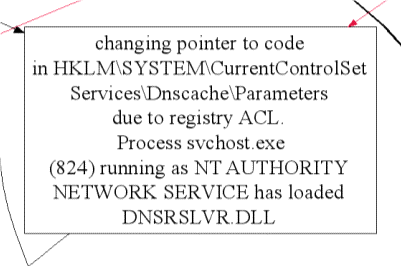 changing pointer to code
in HKLM\SYSTEM\CurrentControlSet
Services\Dnscache\Parameters
due to registry ACL.
Process svchost.exe
(824) running as NT AUTHORITY
NETWORK SERVICE has loaded
DNSRSLVR.DLL